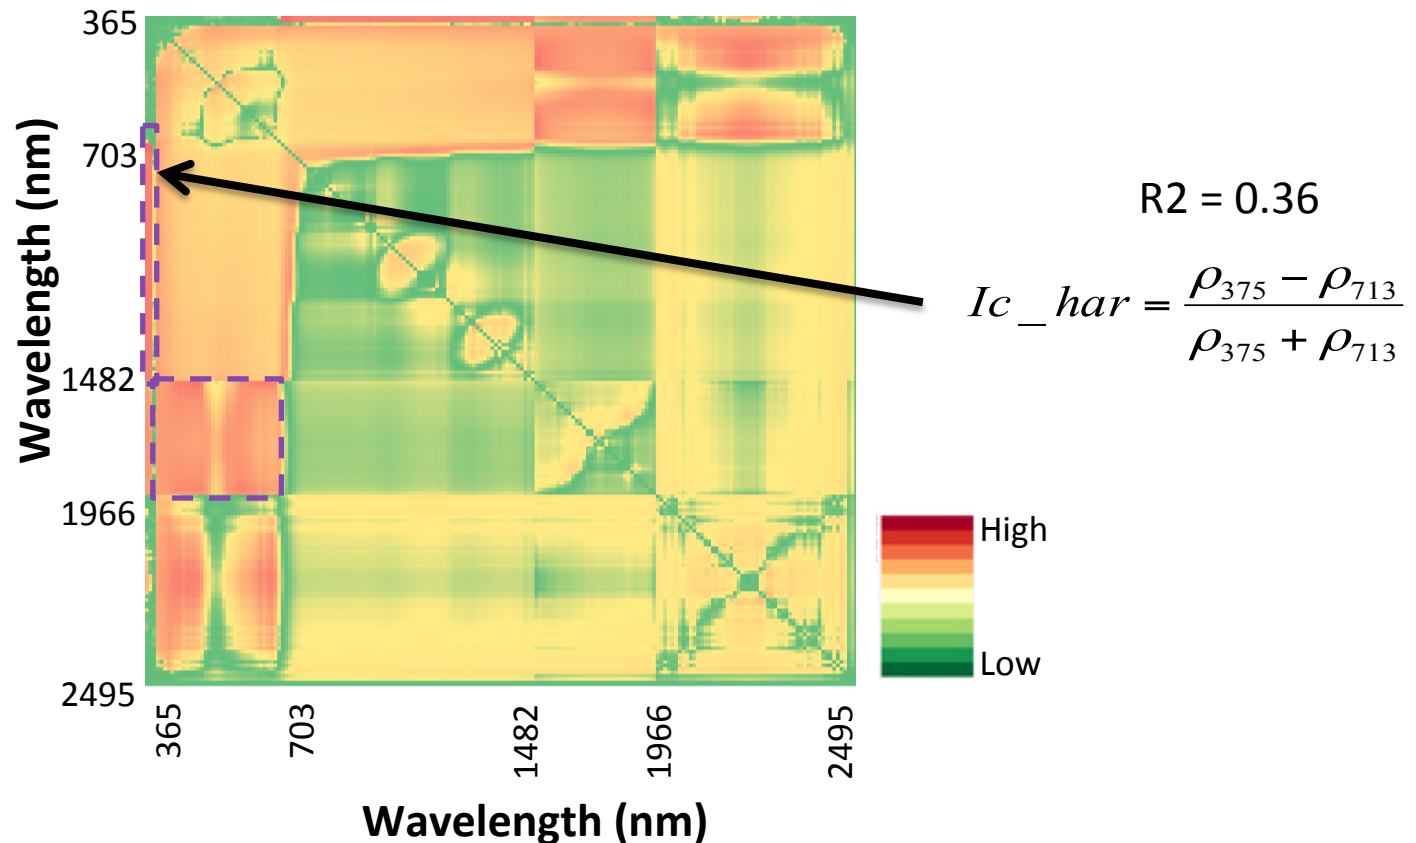 365
703
1482
1966
2495
Wavelength (nm)
365
703
1482
1966
2495
Wavelength (nm)
High
Low
R2 = 0.36
Ic_har = (ρ375 − ρ713) / (ρ375 + ρ713)